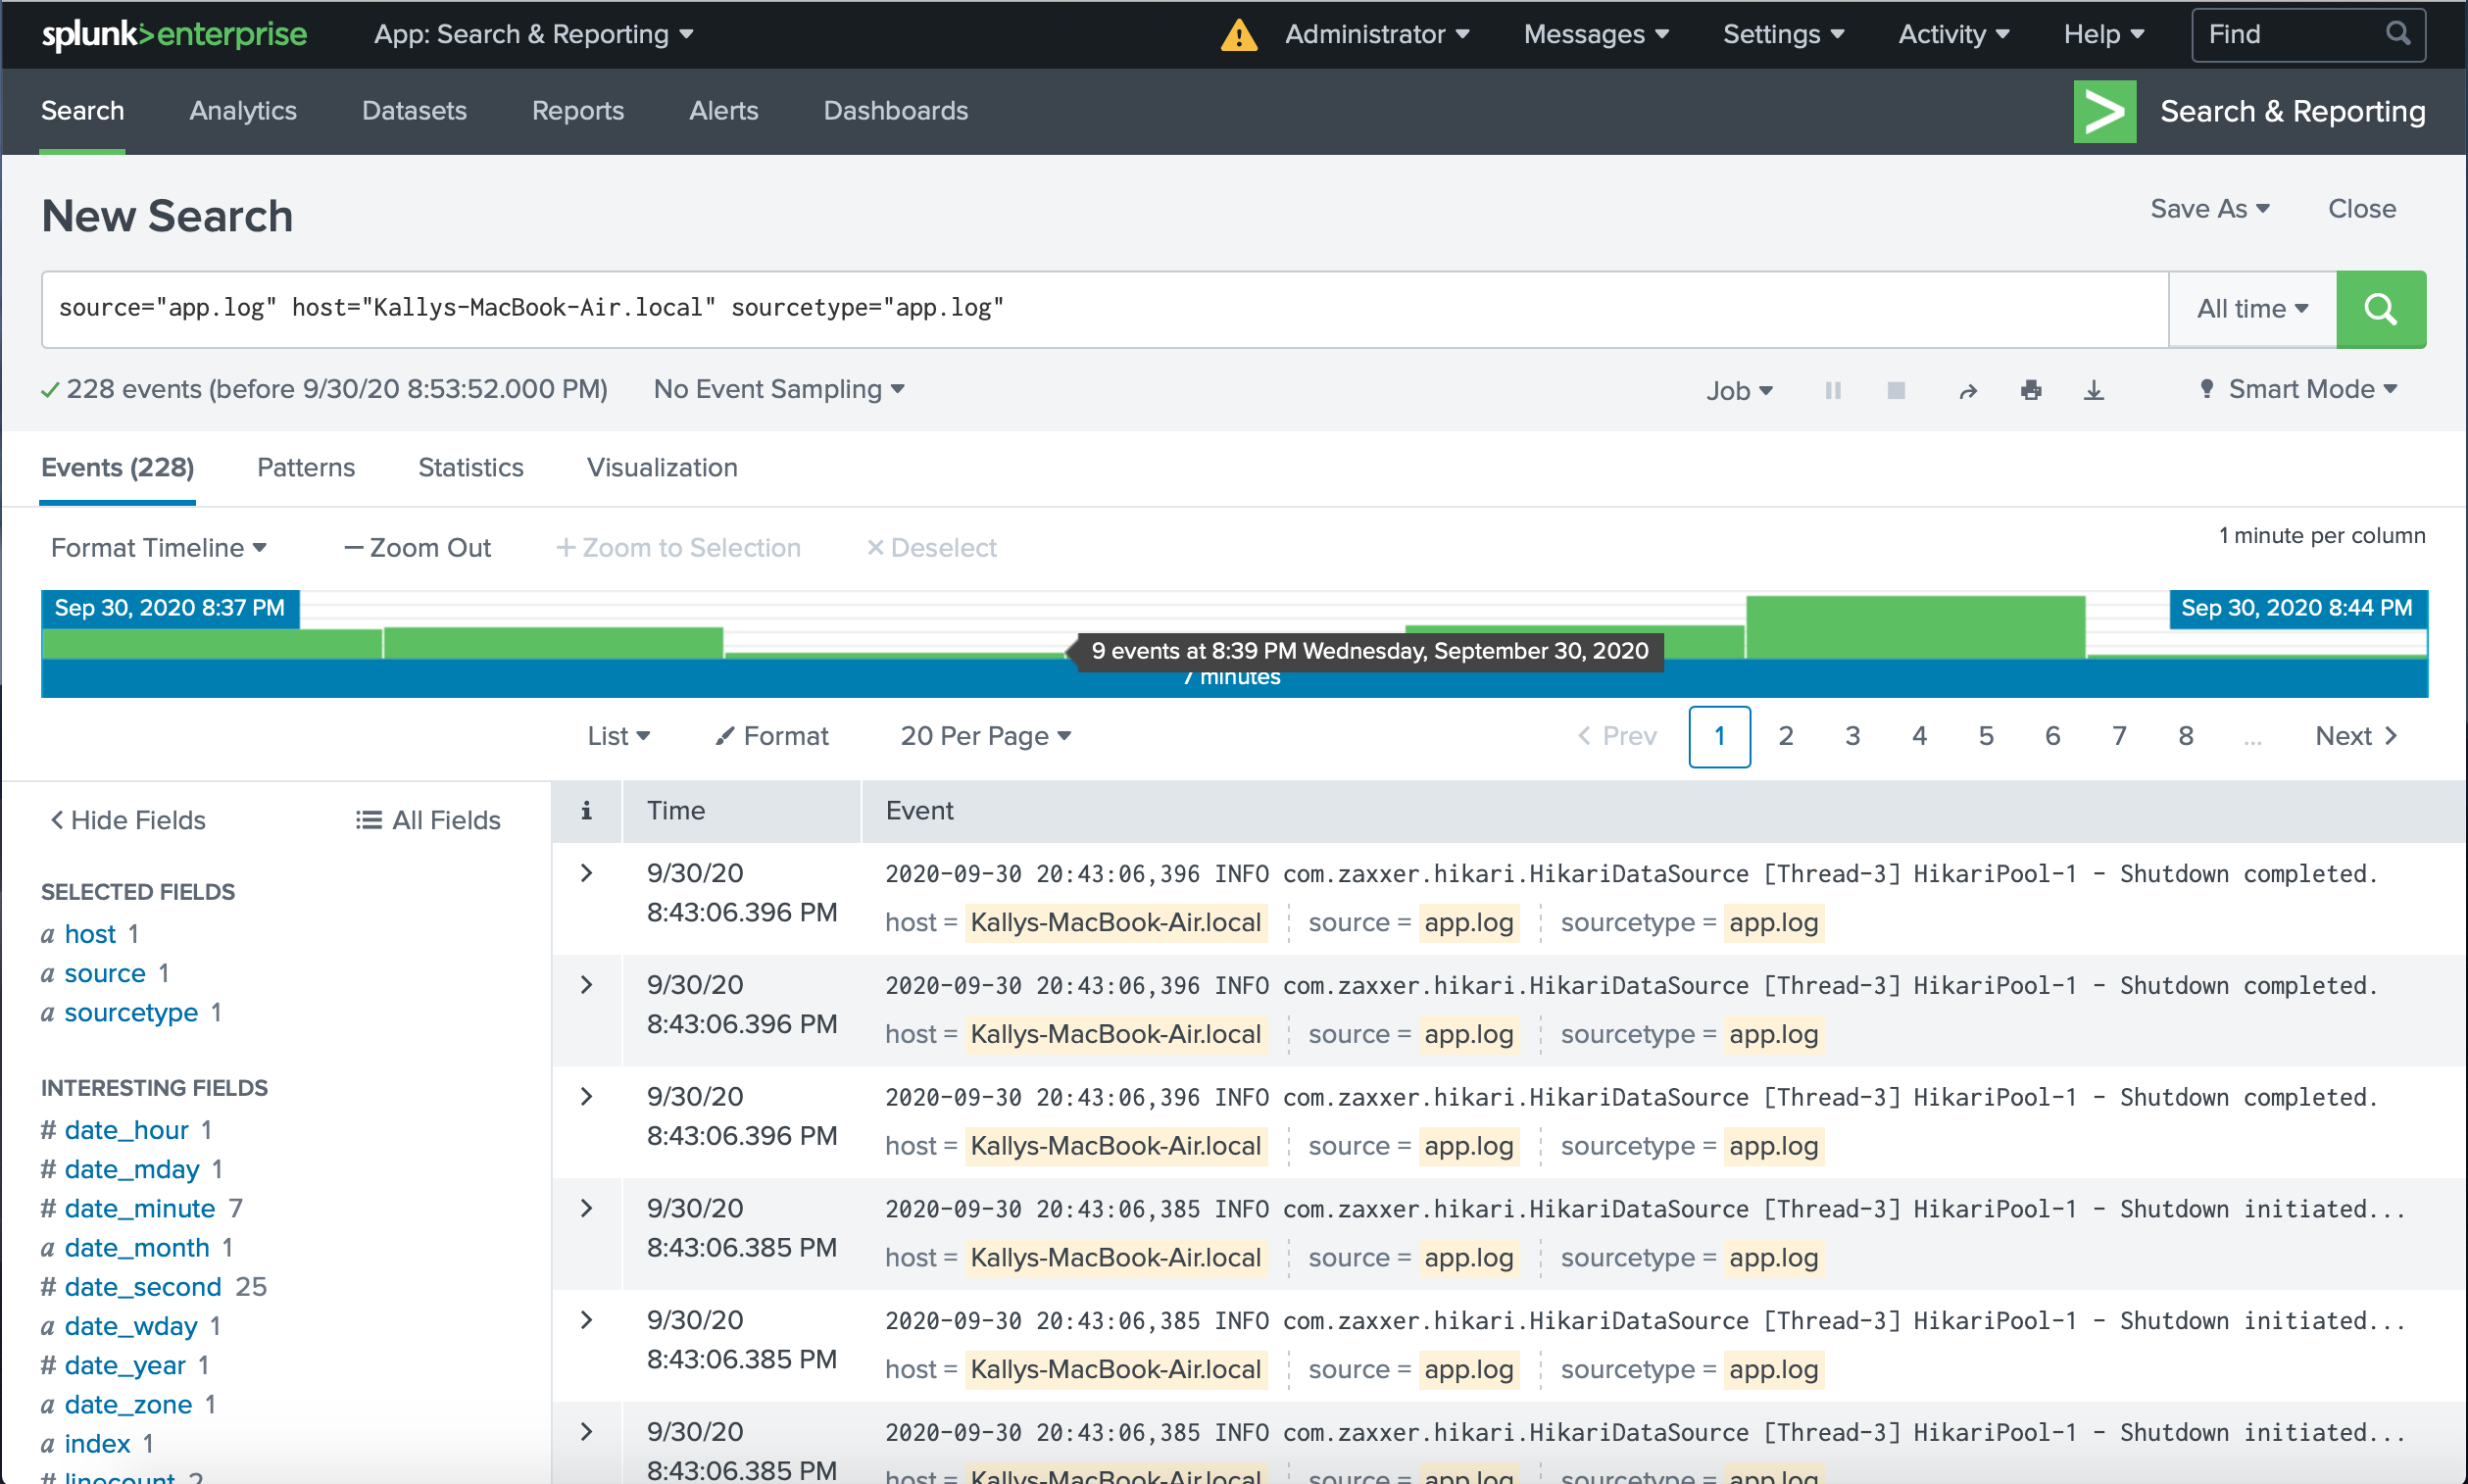 splunk>enterprise App: Search & Reporting Administrator Messages Settings Activity Help Find
Search Analytics Datasets Reports Alerts Dashboards Search & Reporting
New Search Save As Close
source="app.log" host="Kallys-MacBook-Air.local" sourcetype="app.log" All time
228 events (before 9/30/20 8:53:52.000 PM) No Event Sampling Job Smart Mode
Events (228) Patterns Statistics Visualization
Format Timeline — Zoom Out + Zoom to Selection × Deselect 1 minute per column
Sep 30, 2020 8:37 PM Sep 30, 2020 8:44 PM
9 events at 8:39 PM Wednesday, September 30, 2020
7 minutes
List Format 20 Per Page < Prev 1 2 3 4 5 6 7 8 ... Next >
< Hide Fields All Fields
SELECTED FIELDS
a host 1
a source 1
a sourcetype 1
INTERESTING FIELDS
# date_hour 1
# date_mday 1
# date_minute 7
a date_month 1
# date_second 25
a date_wday 1
# date_year 1
a date_zone 1
a index 1
# linecount 2
i Time Event
> 9/30/20 2020-09-30 20:43:06,396 INFO com.zaxxer.hikari.HikariDataSource [Thread-3] HikariPool-1 - Shutdown completed.
8:43:06.396 PM host = Kallys-MacBook-Air.local source = app.log sourcetype = app.log
> 9/30/20 2020-09-30 20:43:06,396 INFO com.zaxxer.hikari.HikariDataSource [Thread-3] HikariPool-1 - Shutdown completed.
8:43:06.396 PM host = Kallys-MacBook-Air.local source = app.log sourcetype = app.log
> 9/30/20 2020-09-30 20:43:06,396 INFO com.zaxxer.hikari.HikariDataSource [Thread-3] HikariPool-1 - Shutdown completed.
8:43:06.396 PM host = Kallys-MacBook-Air.local source = app.log sourcetype = app.log
> 9/30/20 2020-09-30 20:43:06,385 INFO com.zaxxer.hikari.HikariDataSource [Thread-3] HikariPool-1 - Shutdown initiated...
8:43:06.385 PM host = Kallys-MacBook-Air.local source = app.log sourcetype = app.log
> 9/30/20 2020-09-30 20:43:06,385 INFO com.zaxxer.hikari.HikariDataSource [Thread-3] HikariPool-1 - Shutdown initiated...
8:43:06.385 PM host = Kallys-MacBook-Air.local source = app.log sourcetype = app.log
> 9/30/20 2020-09-30 20:43:06,385 INFO com.zaxxer.hikari.HikariDataSource [Thread-3] HikariPool-1 - Shutdown initiated...
8:43:06.385 PM host = Kallys-MacBook-Air.local source = app.log sourcetype = app.log